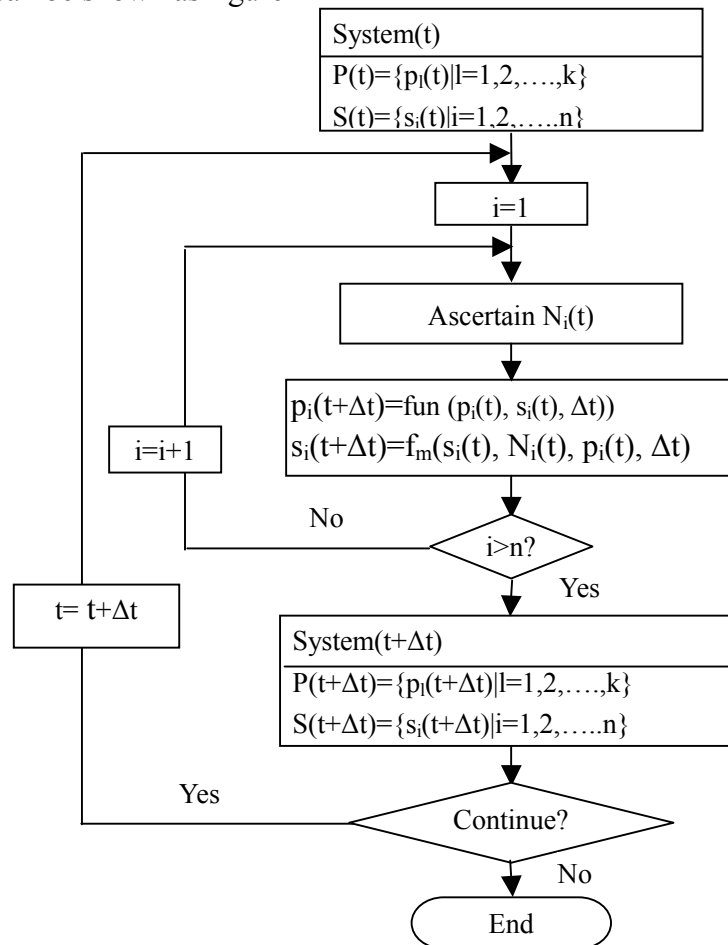 System(t)
P(t)={pₗ(t)|l=1,2,….,k}
S(t)={sᵢ(t)|i=1,2,…..n}
i=1
Ascertain Nᵢ(t)
pᵢ(t+Δt)=fun (pᵢ(t), sᵢ(t), Δt))
sᵢ(t+Δt)=fₘ(sᵢ(t), Nᵢ(t), pᵢ(t), Δt)
i=i+1
No
i>n?
Yes
t= t+Δt
System(t+Δt)
P(t+Δt)={pₗ(t+Δt)|l=1,2,….,k}
S(t+Δt)={sᵢ(t+Δt)|i=1,2,…..n}
Yes
Continue?
No
End